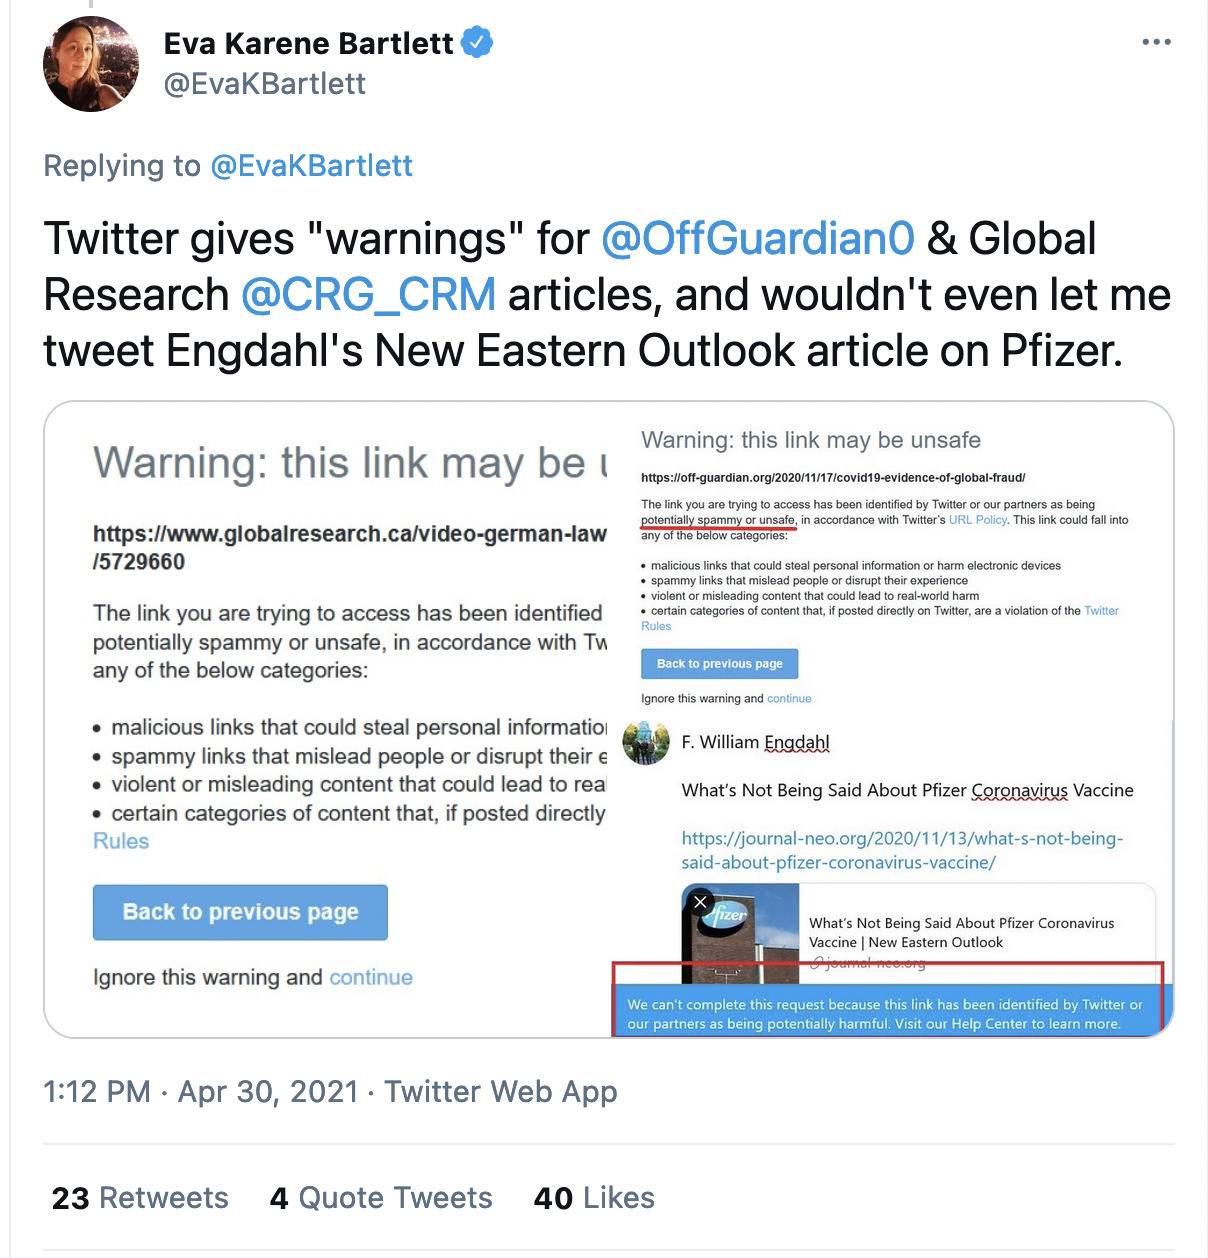 Eva Karene Bartlett
@EvaKBartlett
Replying to @EvaKBartlett
Twitter gives "warnings" for @OffGuardian0 & Global
Research @CRG_CRM articles, and wouldn't even let me
tweet Engdahl's New Eastern Outlook article on Pfizer.
Warning: this link may be
https://www.globalresearch.ca/video-german-law
/5729660
The link you are trying to access has been identified
potentially spammy or unsafe, in accordance with Tw
any of the below categories:
• malicious links that could steal personal informatio
• spammy links that mislead people or disrupt their e
• violent or misleading content that could lead to rea
• certain categories of content that, if posted directly
Rules
Back to previous page
Ignore this warning and continue
Warning: this link may be unsafe
https://off-guardian.org/2020/11/17/covid19-evidence-of-global-fraud/
The link you are trying to access has been identified by Twitter or our partners as being
potentially spammy or unsafe, in accordance with Twitter's URL Policy. This link could fall into
any of the below categories:
• malicious links that could steal personal information or harm electronic devices
• spammy links that mislead people or disrupt their experience
• violent or misleading content that could lead to real-world harm
• certain categories of content that, if posted directly on Twitter, are a violation of the Twitter
Rules
Back to previous page
Ignore this warning and continue
F. William Engdahl
What's Not Being Said About Pfizer Coronavirus Vaccine
https://journal-neo.org/2020/11/13/what-s-not-being-
said-about-pfizer-coronavirus-vaccine/
Pfizer
What's Not Being Said About Pfizer Coronavirus
Vaccine | New Eastern Outlook
journal-neo.org
We can't complete this request because this link has been identified by Twitter or
our partners as being potentially harmful. Visit our Help Center to learn more.
1:12 PM · Apr 30, 2021 · Twitter Web App
23 Retweets 4 Quote Tweets 40 Likes